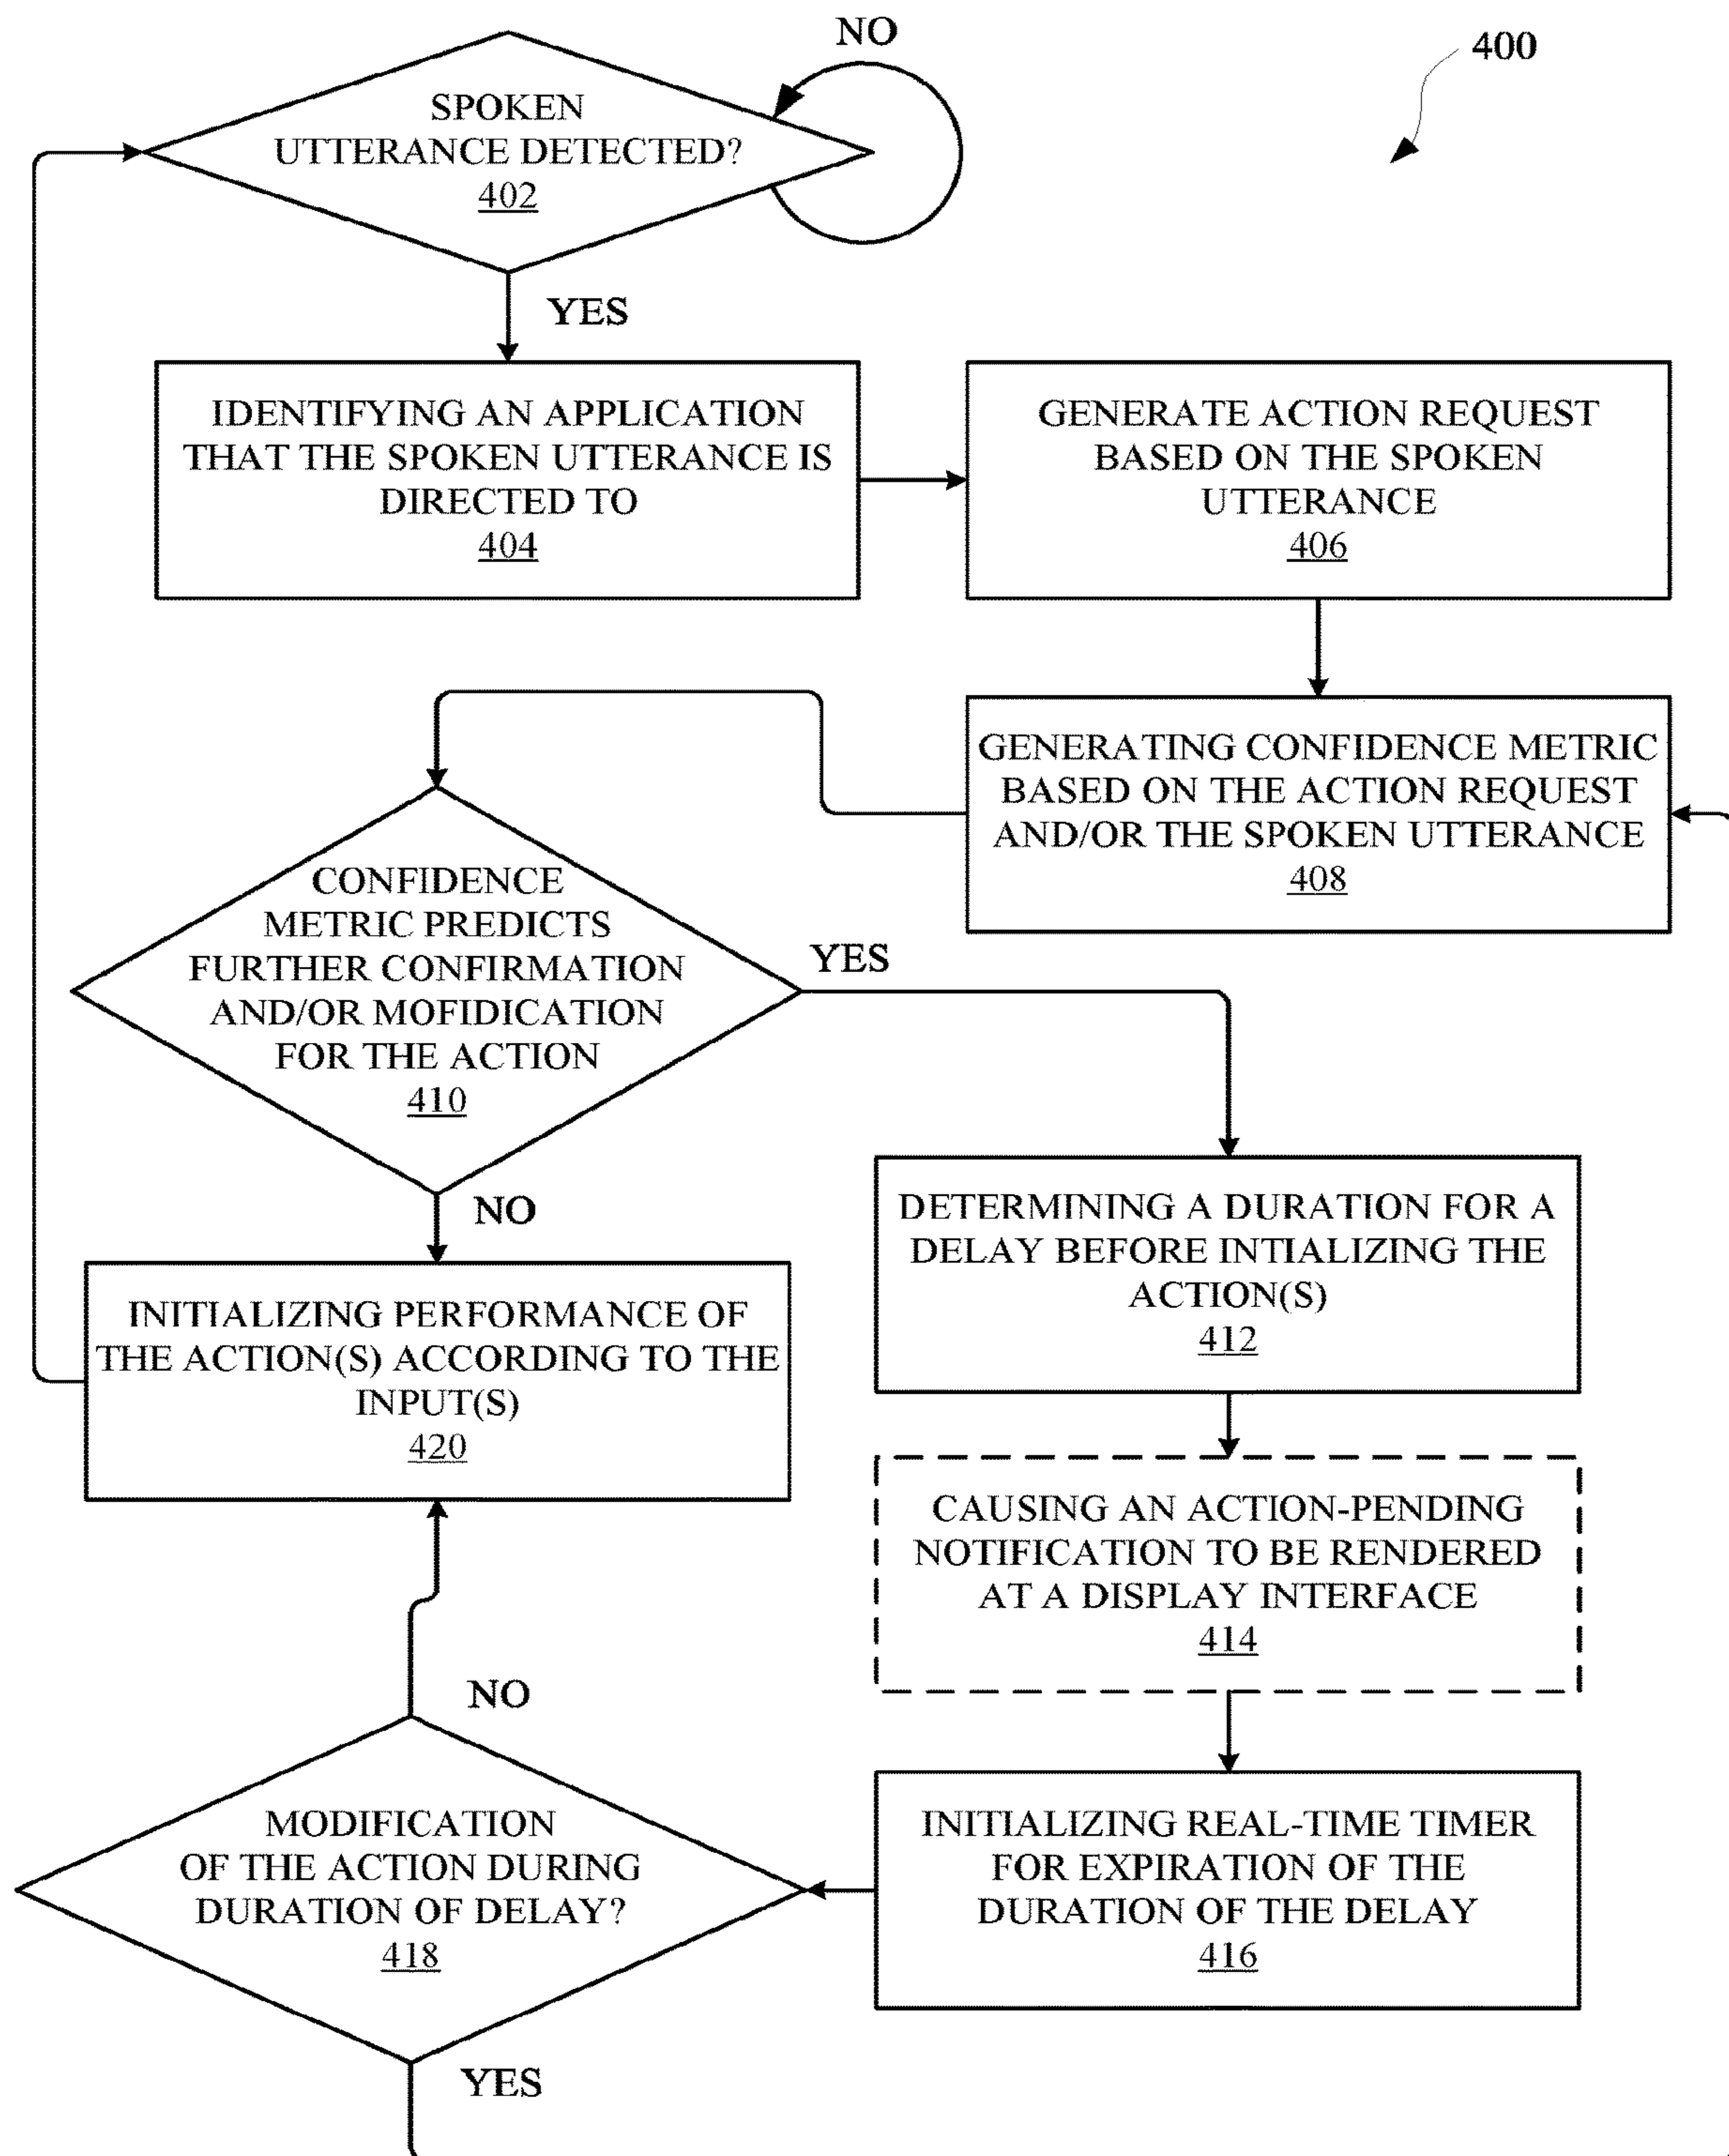 NO
400
SPOKEN
UTTERANCE DETECTED?
402
YES
IDENTIFYING AN APPLICATION
THAT THE SPOKEN UTTERANCE IS
DIRECTED TO
404
GENERATE ACTION REQUEST
BASED ON THE SPOKEN
UTTERANCE
406
GENERATING CONFIDENCE METRIC
BASED ON THE ACTION REQUEST
AND/OR THE SPOKEN UTTERANCE
408
CONFIDENCE
METRIC PREDICTS
FURTHER CONFIRMATION
AND/OR MOFIDICATION
FOR THE ACTION
410
YES
NO
DETERMINING A DURATION FOR A
DELAY BEFORE INTIALIZING THE
ACTION(S)
412
INITIALIZING PERFORMANCE OF
THE ACTION(S) ACCORDING TO THE
INPUT(S)
420
CAUSING AN ACTION-PENDING
NOTIFICATION TO BE RENDERED
AT A DISPLAY INTERFACE
414
NO
INITIALIZING REAL-TIME TIMER
FOR EXPIRATION OF THE
DURATION OF THE DELAY
416
MODIFICATION
OF THE ACTION DURING
DURATION OF DELAY?
418
YES